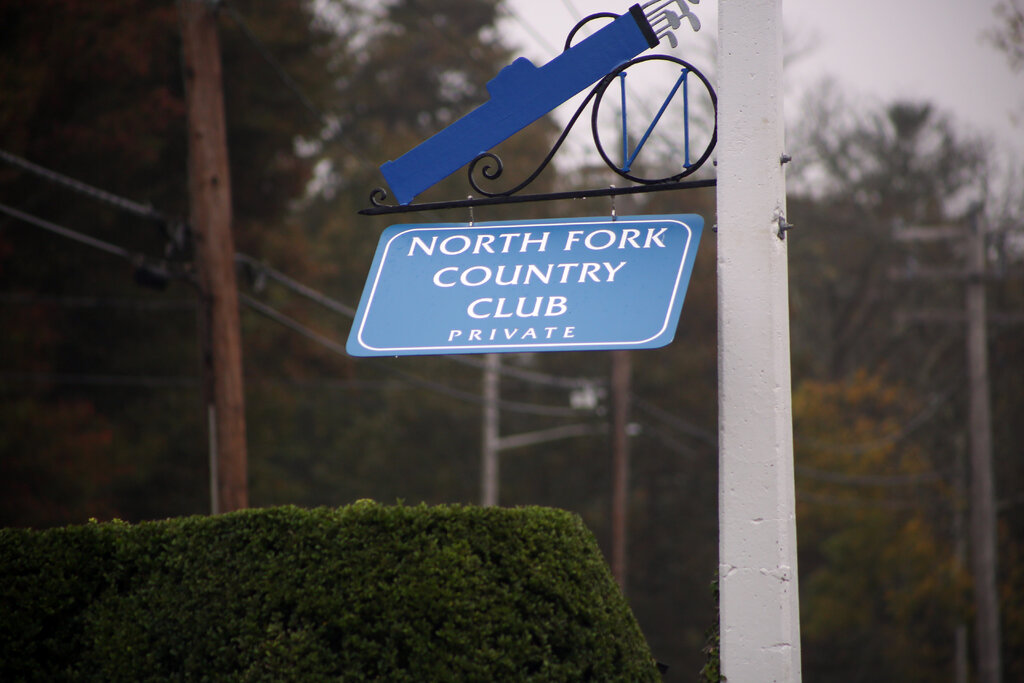 N
NORTH FORK
COUNTRY
CLUB
PRIVATE